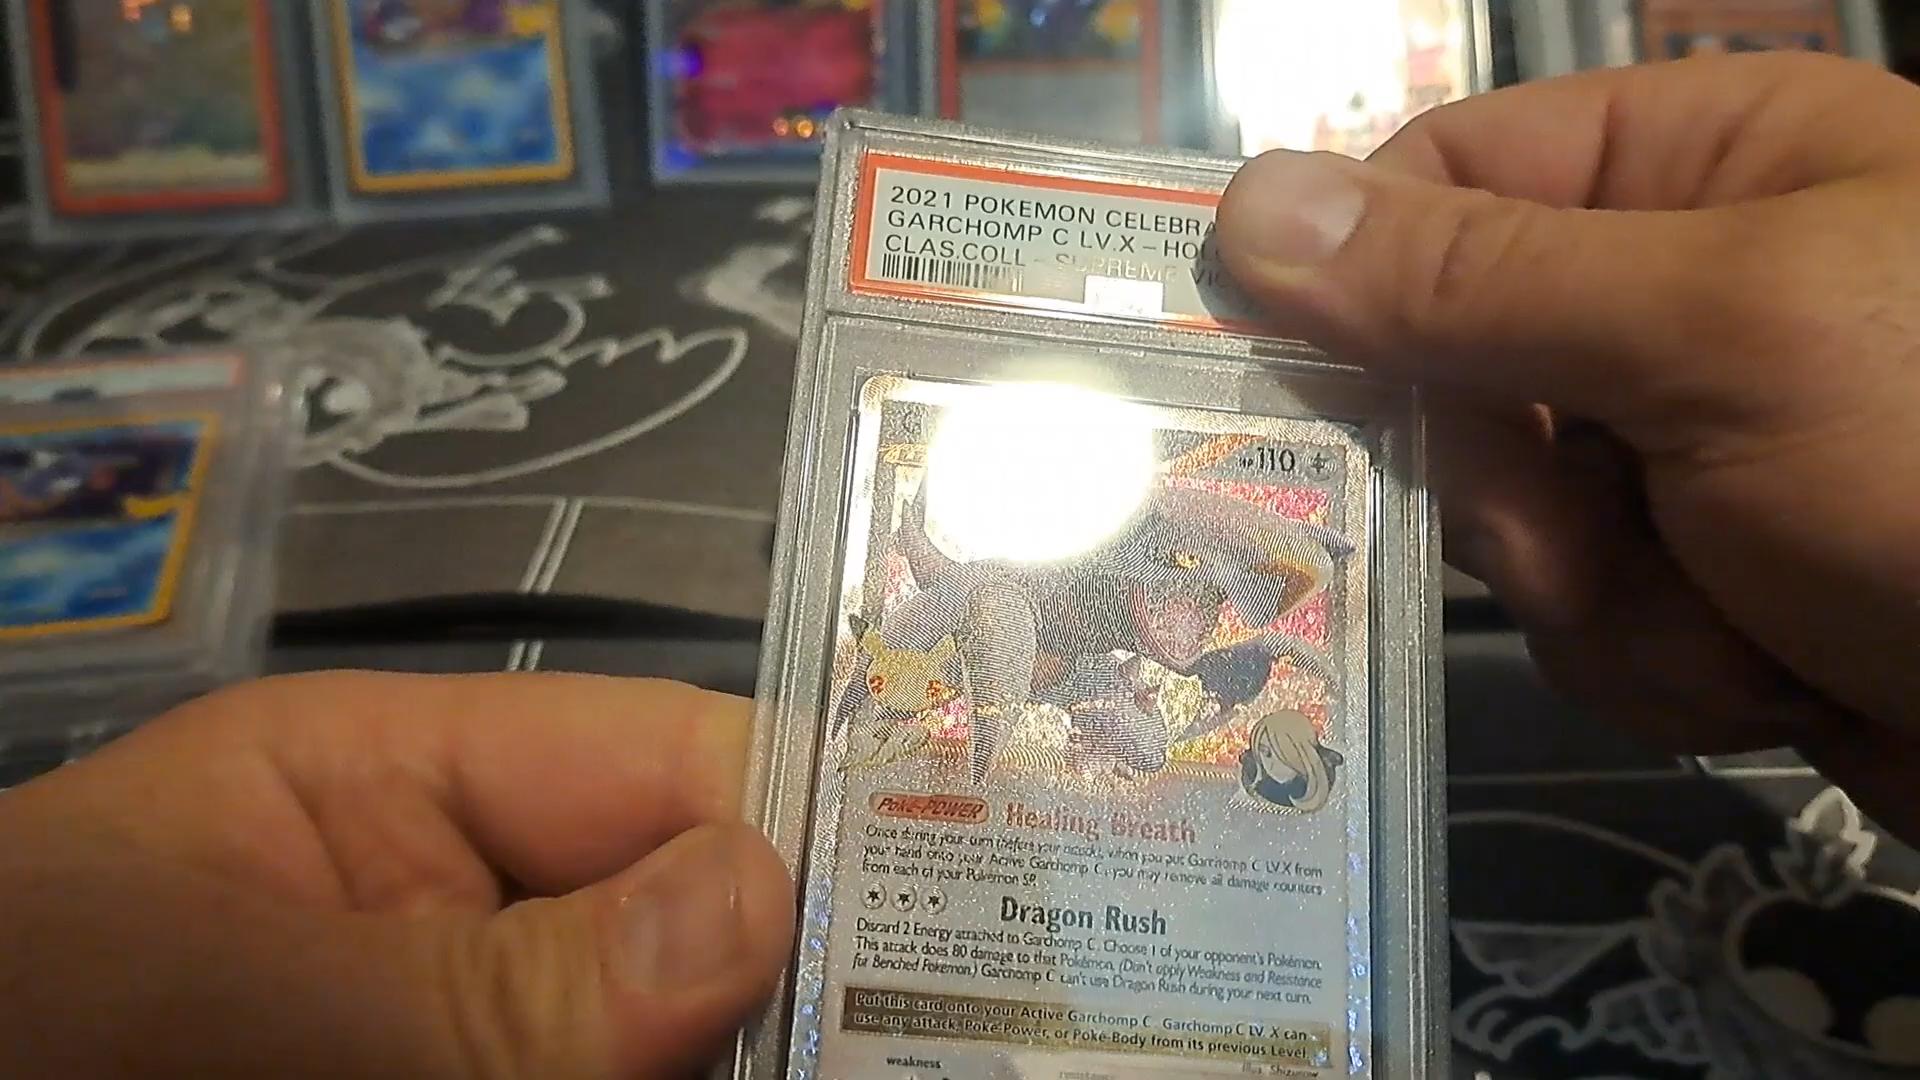 2021 POKEMON CELEBRA
GARCHOMP C LV.X - HOL
CLAS.COLL - SUPREME VIC
HP 110
Poké-POWER Healing Breath
Once during your turn (before your attack), when you put Garchomp C LV.X from
your hand onto your Active Garchomp C, you may remove all damage counters
from each of your Pokémon SP.
Dragon Rush
Discard 2 Energy attached to Garchomp C. Choose 1 of your opponent's Pokémon.
This attack does 80 damage to that Pokémon. (Don't apply Weakness and Resistance
for Benched Pokémon.) Garchomp C can't use Dragon Rush during your next turn.
Put this card onto your Active Garchomp C. Garchomp C LV. X can
use any attack, Poké-Power, or Poké-Body from its previous Level.
weakness
resistance
Illus. Shizurow